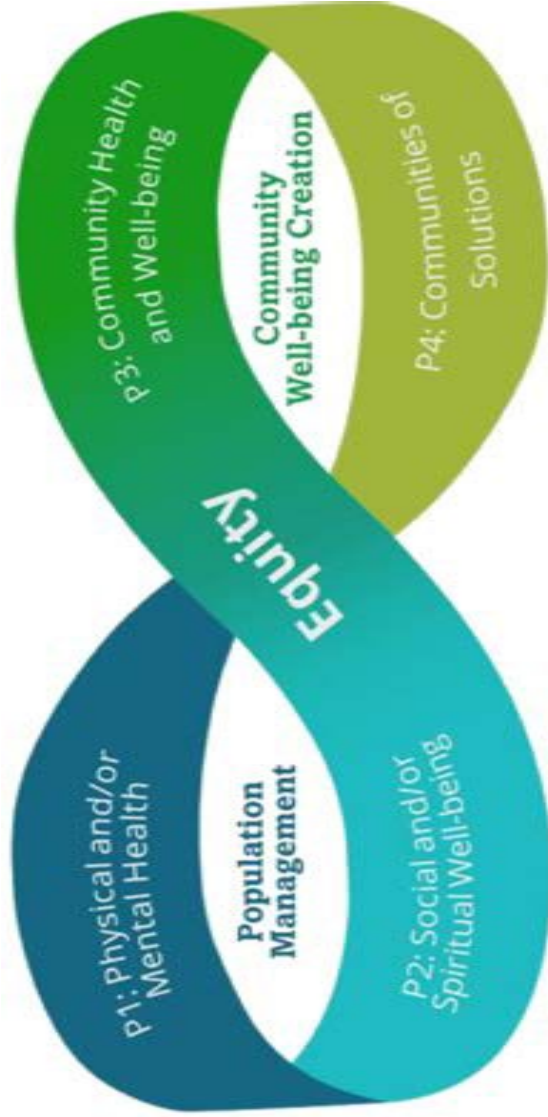 P1: Physical and/or
Mental Health
Population
Management
P2: Social and/or
Spiritual Well-being
Equity
P3: Community Health
and Well-being
Community
Well-being Creation
P4: Communities of
Solutions